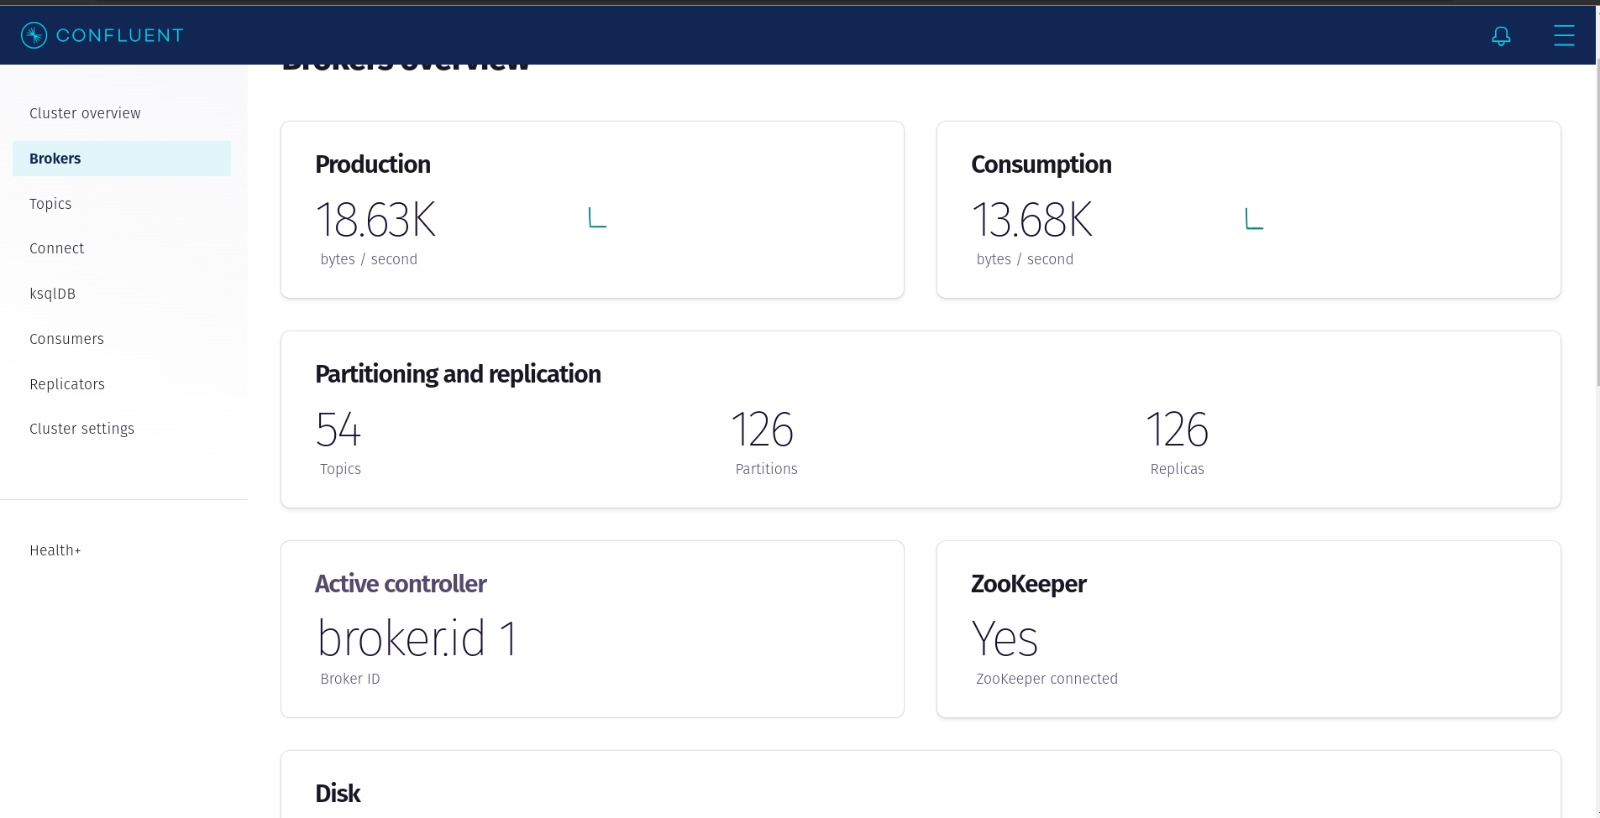 CONFLUENT
Brokers overview
Cluster overview
Brokers
Topics
Connect
ksqlDB
Consumers
Replicators
Cluster settings
Health+
Production
18.63K
bytes / second
Consumption
13.68K
bytes / second
Partitioning and replication
54
Topics
126
Partitions
126
Replicas
Active controller
broker.id 1
Broker ID
ZooKeeper
Yes
ZooKeeper connected
Disk